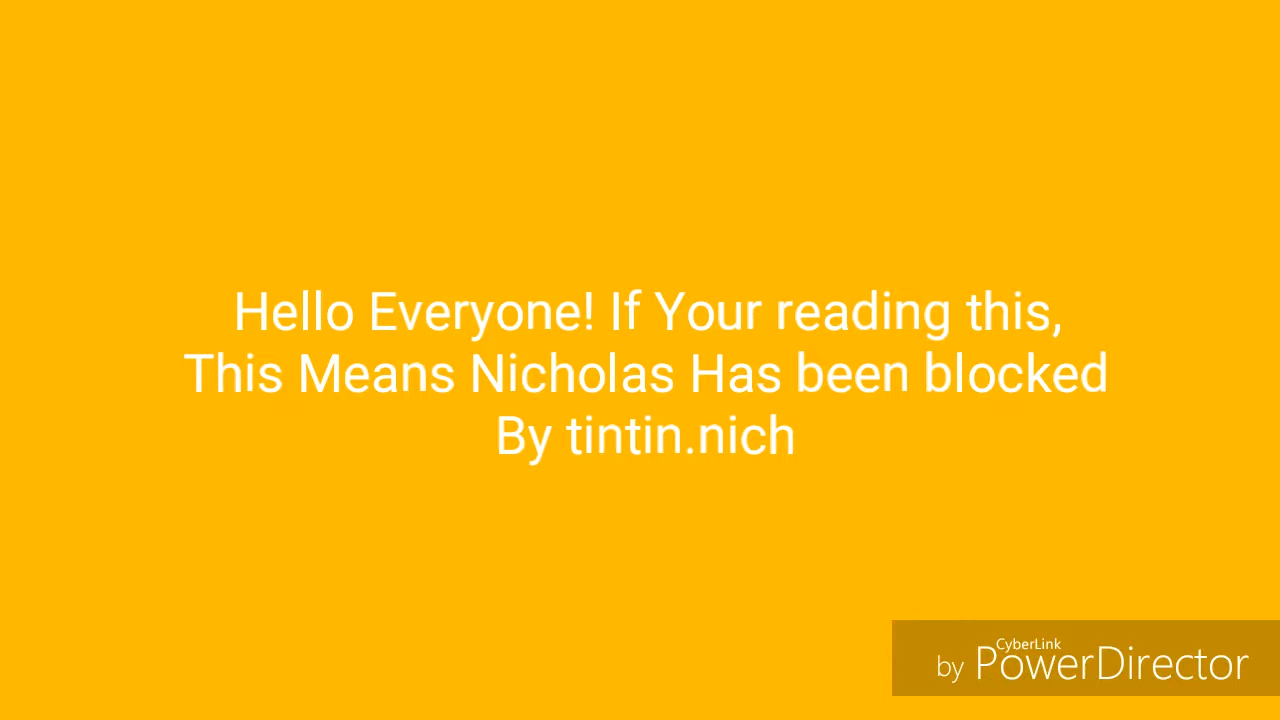 Hello Everyone! If Your reading this,
This Means Nicholas Has been blocked
By tintin.nich
CyberLink
by PowerDirector